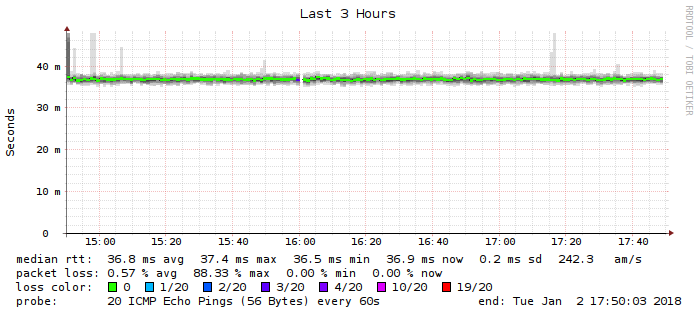 Last 3 Hours
RRDTOOL / TOBI OETIKER
Seconds
40 m
30 m
20 m
10 m
0
15:00 15:20 15:40 16:00 16:20 16:40 17:00 17:20 17:40
median rtt: 36.8 ms avg 37.4 ms max 36.5 ms min 36.9 ms now 0.2 ms sd 242.3 am/s
packet loss: 0.57 % avg 88.33 % max 0.00 % min 0.00 % now
loss color: 0 1/20 2/20 3/20 4/20 10/20 19/20
probe: 20 ICMP Echo Pings (56 Bytes) every 60s end: Tue Jan 2 17:50:03 2018